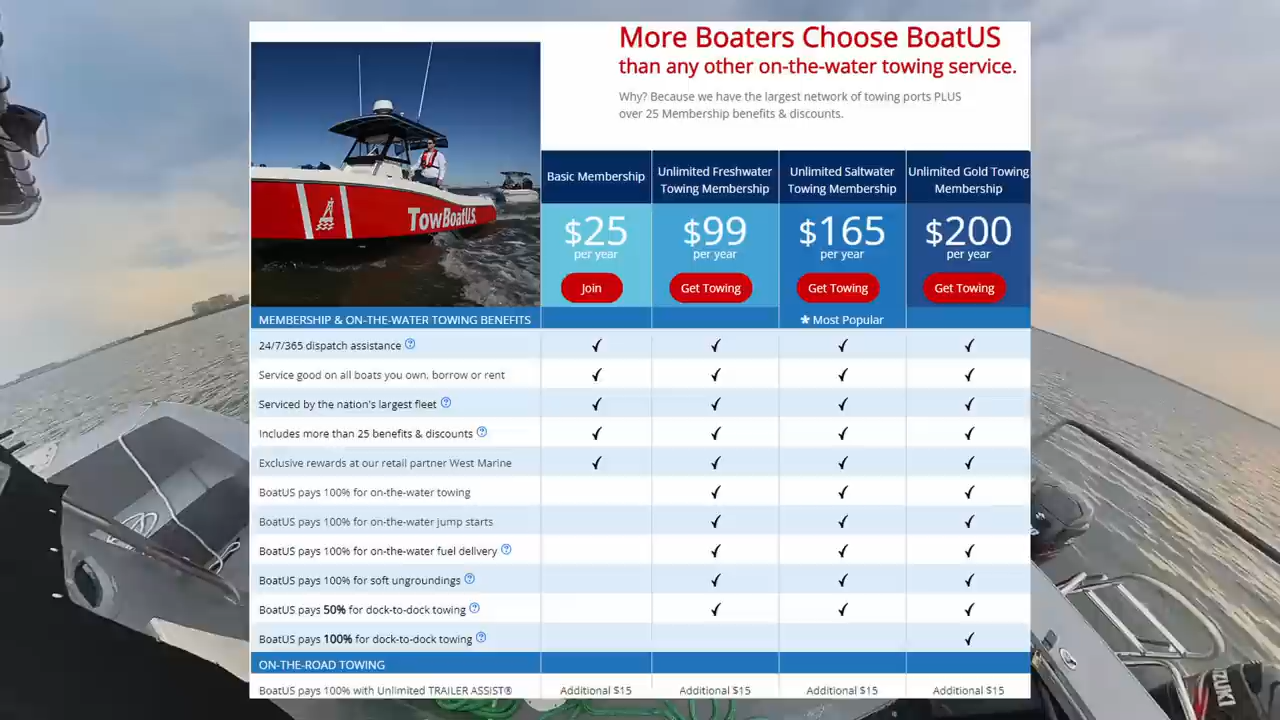 More Boaters Choose BoatUS
than any other on-the-water towing service.
Why? Because we have the largest network of towing ports PLUS
over 25 Membership benefits & discounts.
TowBoatUS
Basic Membership
Unlimited Freshwater
Towing Membership
Unlimited Saltwater
Towing Membership
Unlimited Gold Towing
Membership
$25
per year
$99
per year
$165
per year
$200
per year
Join
Get Towing
Get Towing
Get Towing
MEMBERSHIP & ON-THE-WATER TOWING BENEFITS
* Most Popular
24/7/365 dispatch assistance
Service good on all boats you own, borrow or rent
Serviced by the nation's largest fleet
Includes more than 25 benefits & discounts
Exclusive rewards at our retail partner West Marine
BoatUS pays 100% for on-the-water towing
BoatUS pays 100% for on-the-water jump starts
BoatUS pays 100% for on-the-water fuel delivery
BoatUS pays 100% for soft ungroundings
BoatUS pays 50% for dock-to-dock towing
BoatUS pays 100% for dock-to-dock towing
ON-THE-ROAD TOWING
BoatUS pays 100% with Unlimited TRAILER ASSIST® Additional $15 Additional $15 Additional $15 Additional $15
SUZUKI